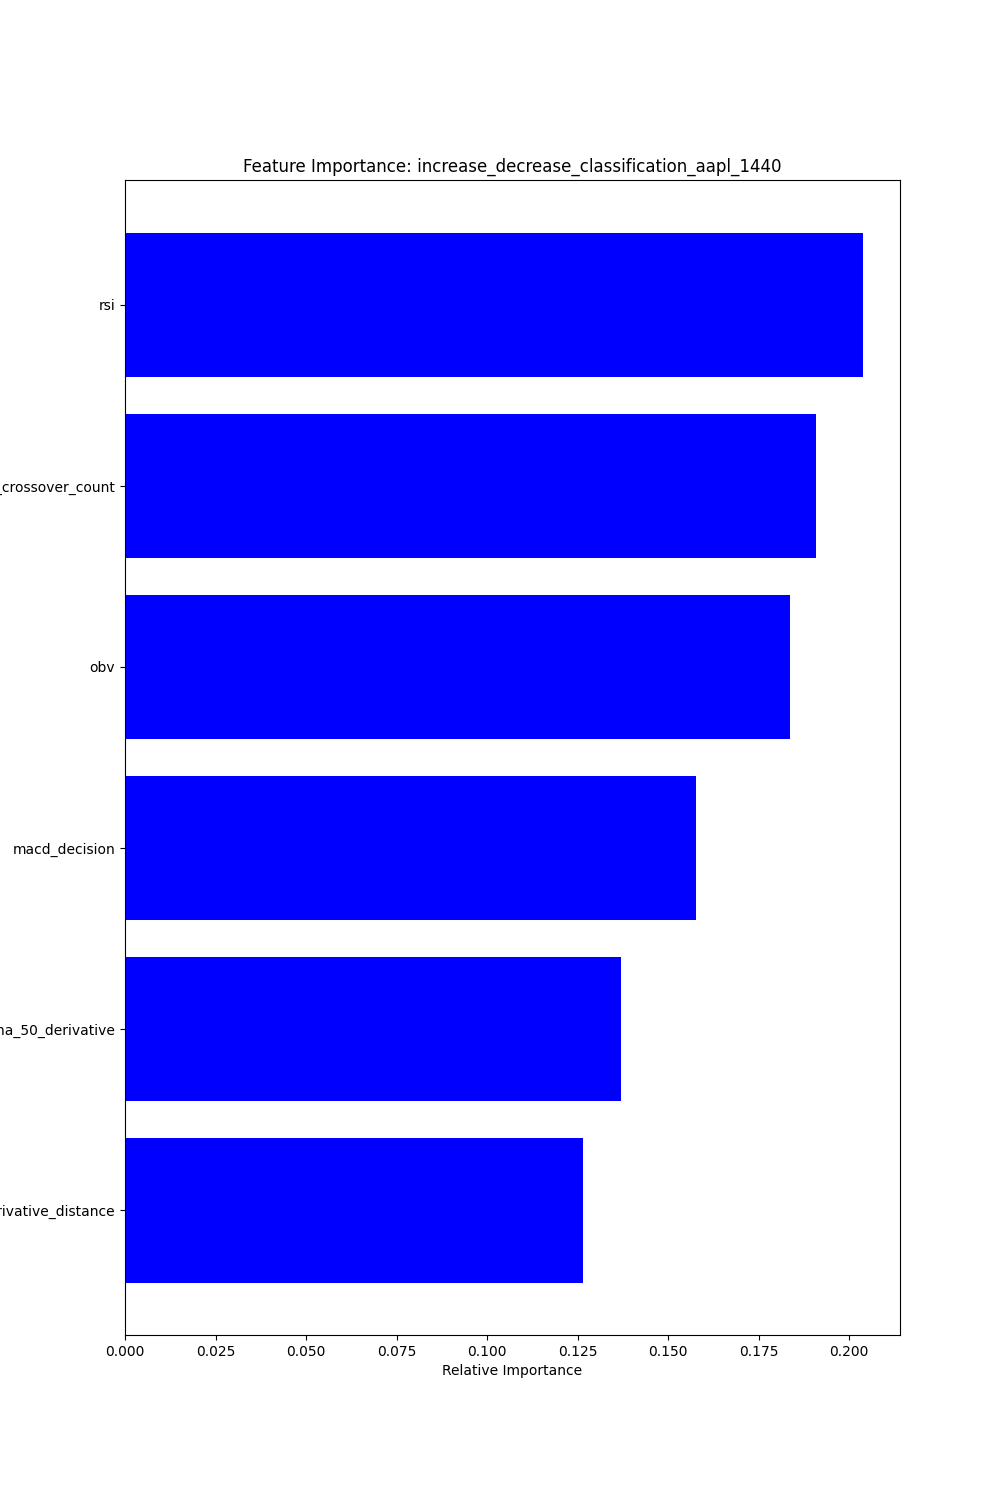 Feature Importance: increase_decrease_classification_aapl_1440
rsi
_crossover_count
obv
macd_decision
na_50_derivative
rivative_distance
0.000 0.025 0.050 0.075 0.100 0.125 0.150 0.175 0.200
Relative Importance